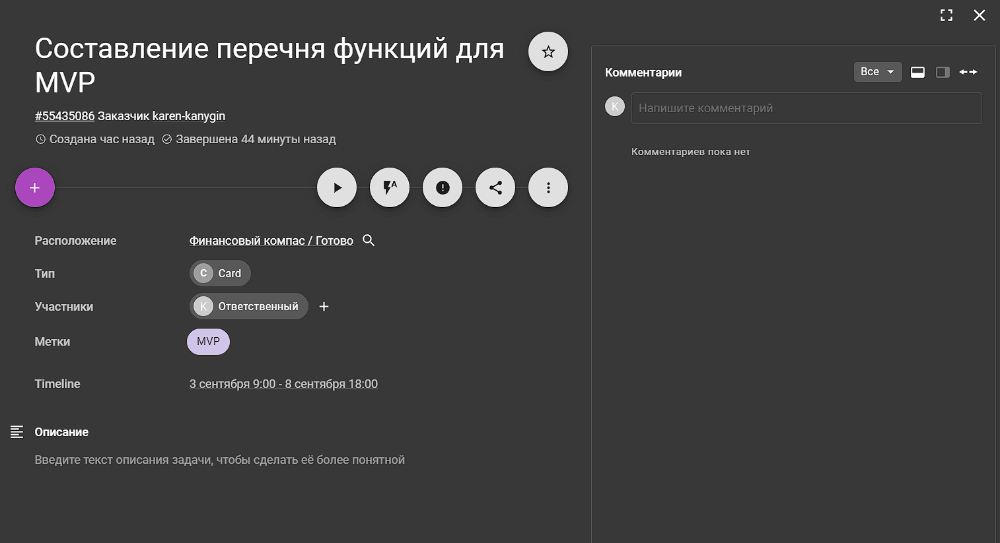 Составление перечня функций для
MVP
#55435086 Заказчик karen-kanygin
Создана час назад Завершена 44 минуты назад
A
Расположение Финансовый компас / Готово
Тип C Card
Участники K Ответственный +
Метки MVP
Timeline 3 сентября 9:00 - 8 сентября 18:00
Описание
Введите текст описания задачи, чтобы сделать её более понятной
Комментарии Все
K Напишите комментарий
Комментариев пока нет